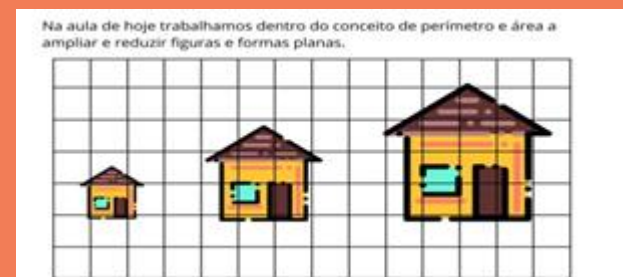 Na aula de hoje trabalhamos dentro do conceito de perímetro e área a
ampliar e reduzir figuras e formas planas.